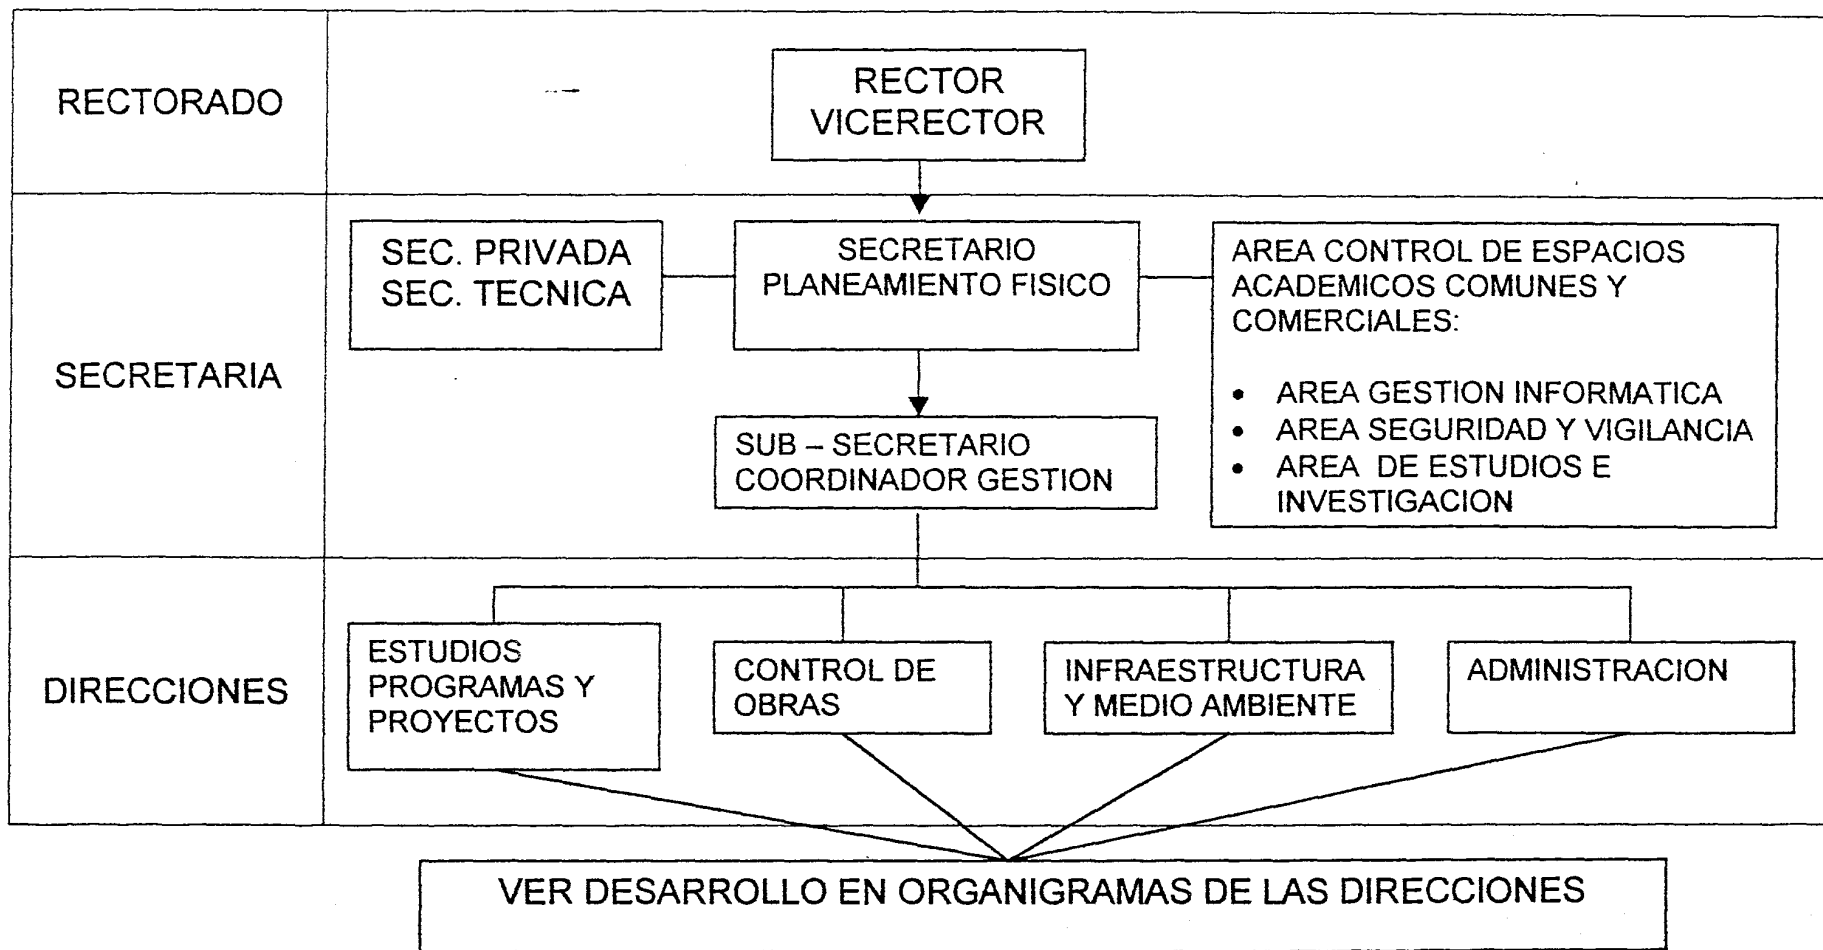 RECTORADO
RECTOR
VICERECTOR
SECRETARIA
SEC. PRIVADA
SEC. TECNICA
SECRETARIO
PLANEAMIENTO FISICO
AREA CONTROL DE ESPACIOS
ACADEMICOS COMUNES Y
COMERCIALES:
• AREA GESTION INFORMATICA
• AREA SEGURIDAD Y VIGILANCIA
• AREA DE ESTUDIOS E
INVESTIGACION
SUB – SECRETARIO
COORDINADOR GESTION
DIRECCIONES
ESTUDIOS
PROGRAMAS Y
PROYECTOS
CONTROL DE
OBRAS
INFRAESTRUCTURA
Y MEDIO AMBIENTE
ADMINISTRACION
VER DESARROLLO EN ORGANIGRAMAS DE LAS DIRECCIONES